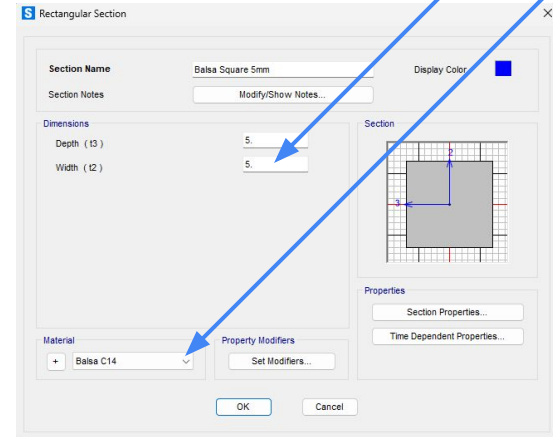 S Rectangular Section
Section Name Balsa Square 5mm Display Color
Section Notes Modify/Show Notes...
Dimensions
Depth ( t3 ) 5.
Width ( t2 ) 5.
Section
2
3
Properties
Section Properties...
Time Dependent Properties...
Material
+ Balsa C14
Property Modifiers
Set Modifiers...
OK Cancel